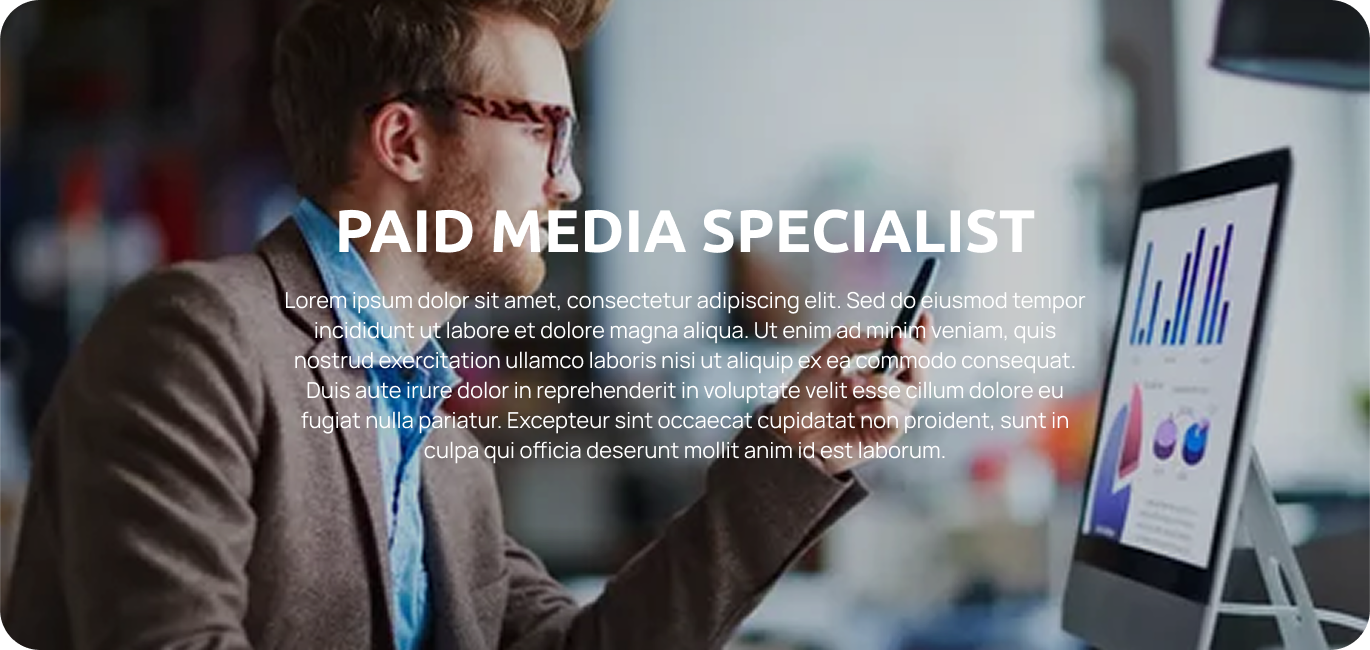 PAID MEDIA SPECIALIST
Lorem ipsum dolor sit amet, consectetur adipiscing elit. Sed do eiusmod tempor
incididunt ut labore et dolore magna aliqua. Ut enim ad minim veniam, quis
nostrud exercitation ullamco laboris nisi ut aliquip ex ea commodo consequat.
Duis aute irure dolor in reprehenderit in voluptate velit esse cillum dolore eu
fugiat nulla pariatur. Excepteur sint occaecat cupidatat non proident, sunt in
culpa qui officia deserunt mollit anim id est laborum.